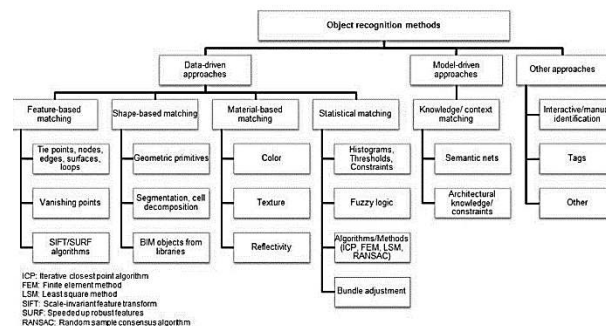 Object recognition methods
Data-driven
approaches
Model-driven
approaches
Other approaches
Feature-based
matching
Shape-based matching
Material-based
matching
Statistical matching
Knowledge/ context
matching
Interactive/manual
identification
Tie points, nodes,
edges, surfaces,
loops
Geometric primitives
Color
Histograms,
Thresholds,
Constraints
Semantic nets
Tags
Vanishing points
Segmentation, cell
decomposition
Texture
Fuzzy logic
Architectural
knowledge/
constraints
Other
SIFT/SURF
algorithms
BIM objects from
libraries
Reflectivity
Algorithms/Methods
(ICP, FEM, LSM,
RANSAC)
Bundle adjustment
ICP: Iterative closest point algorithm
FEM: Finite element method
LSM: Least square method
SIFT: Scale-invariant feature transform
SURF: Speeded up robust features
RANSAC: Random sample consensus algorithm